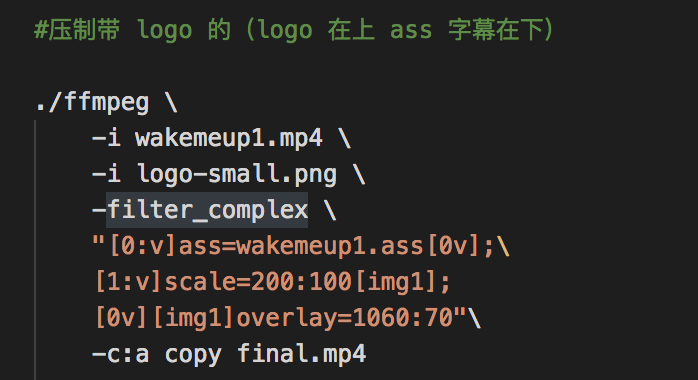 #压制带 logo 的（logo 在上 ass 字幕在下）
./ffmpeg \
-i wakemeup1.mp4 \
-i logo-small.png \
-filter_complex \
"[0:v]ass=wakemeup1.ass[0v];\
[1:v]scale=200:100[img1];
[0v][img1]overlay=1060:70"\
-c:a copy final.mp4